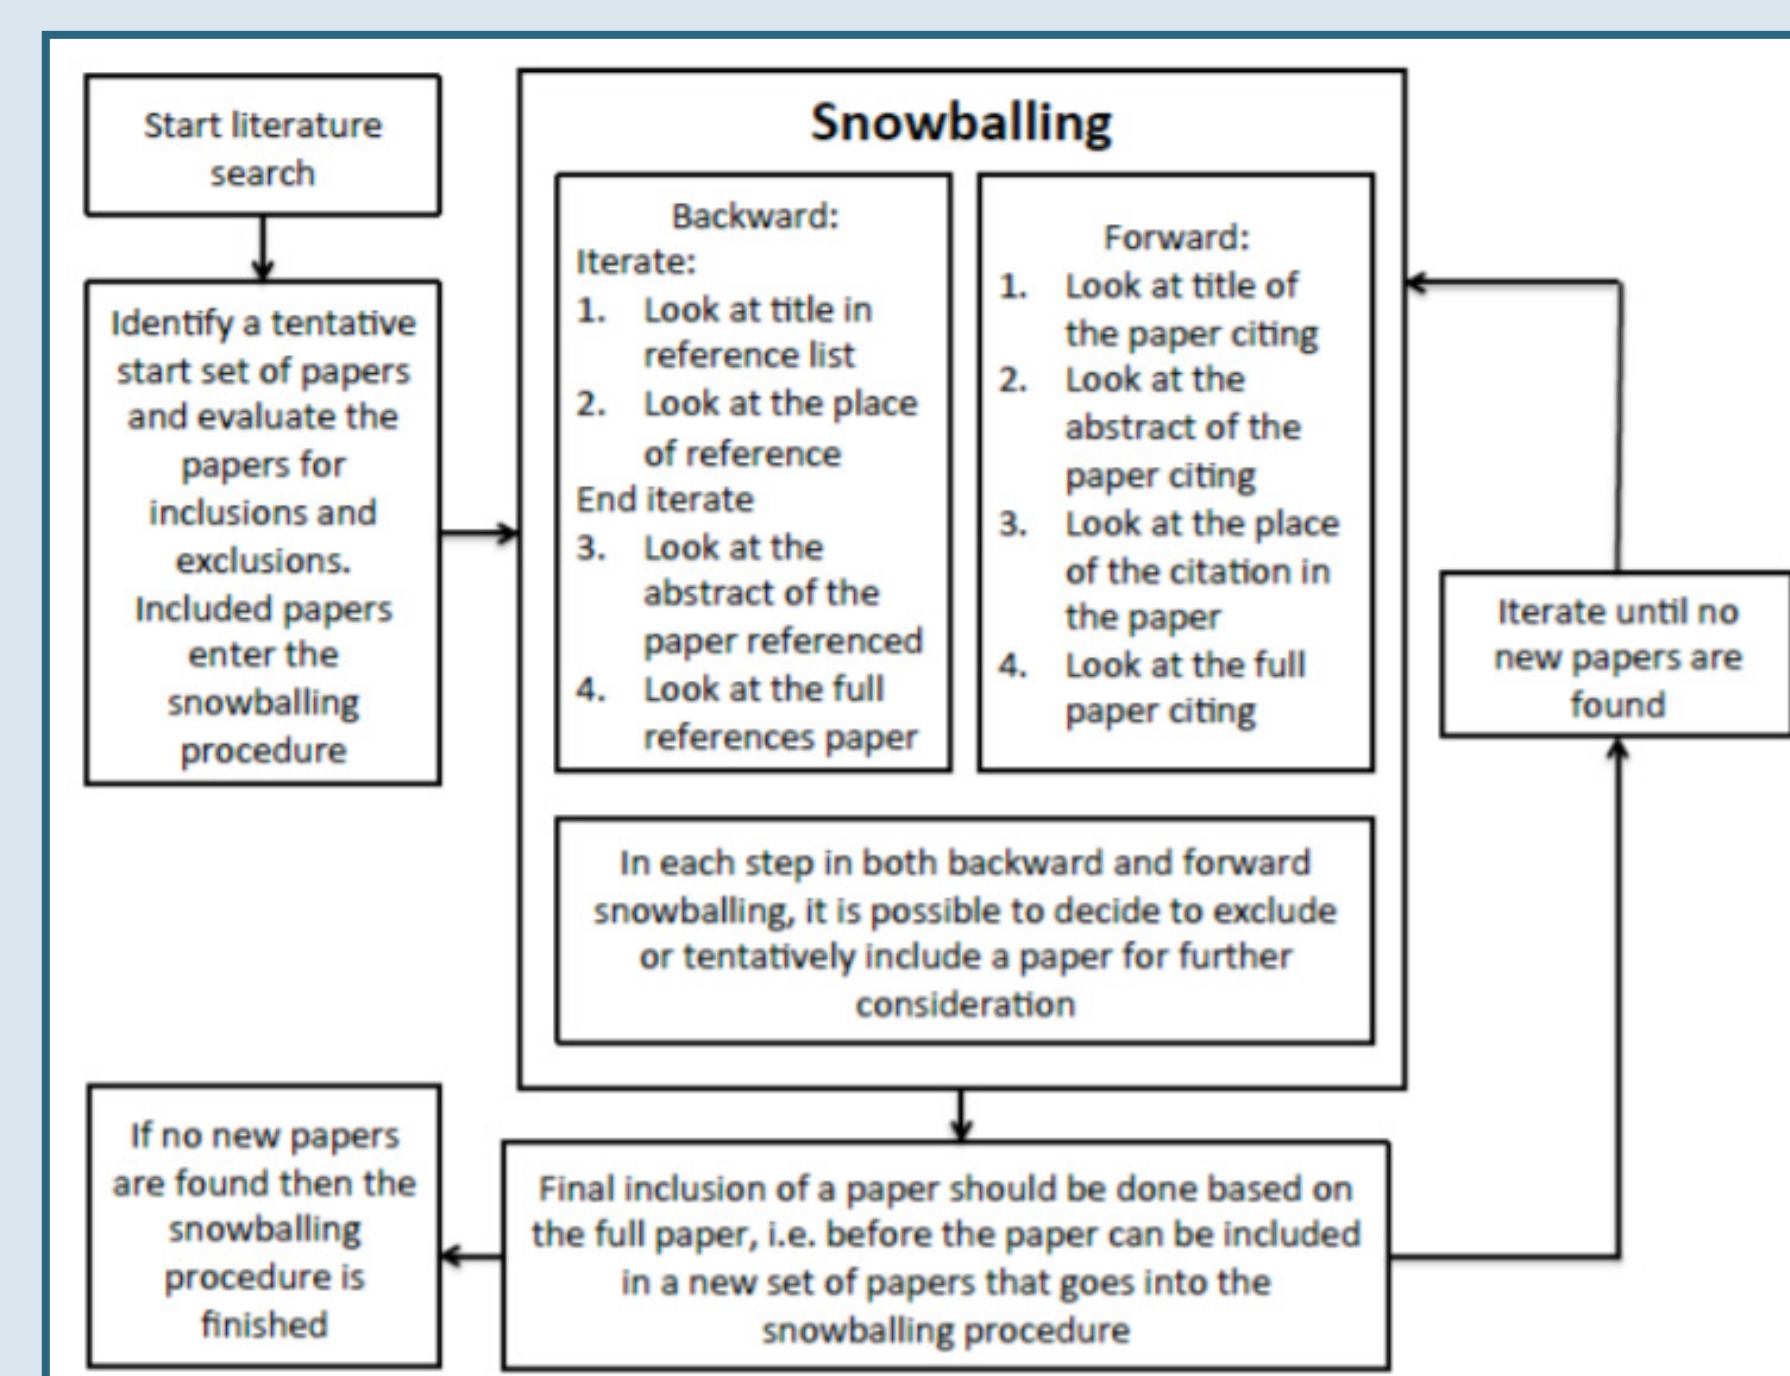 Start literature
search
Identify a tentative
start set of papers
and evaluate the
papers for
inclusions and
exclusions.
Included papers
enter the
snowballing
procedure
Snowballing
Backward:
Iterate:
1. Look at title in
reference list
2. Look at the place
of reference
End iterate
3. Look at the
abstract of the
paper referenced
4. Look at the full
references paper
Forward:
1. Look at title of
the paper citing
2. Look at the
abstract of the
paper citing
3. Look at the place
of the citation in
the paper
4. Look at the full
paper citing
In each step in both backward and forward
snowballing, it is possible to decide to exclude
or tentatively include a paper for further
consideration
Iterate until no
new papers are
found
Final inclusion of a paper should be done based on
the full paper, i.e. before the paper can be included
in a new set of papers that goes into the
snowballing procedure
If no new papers
are found then the
snowballing
procedure is
finished